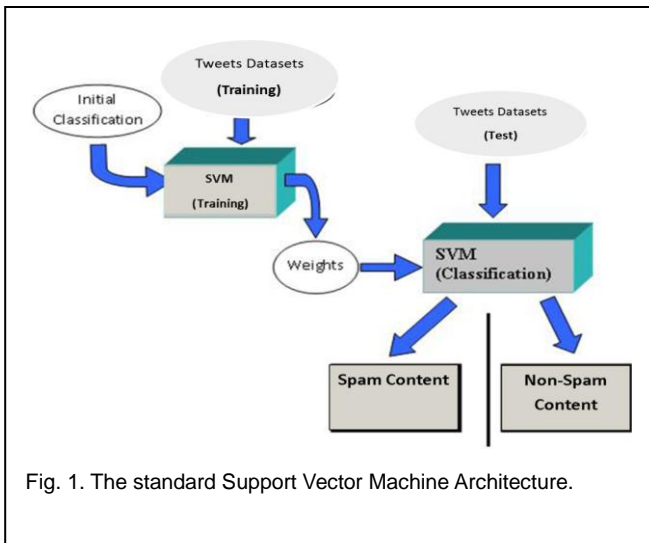 Tweets Datasets
(Training)
Initial
Classification
Tweets Datasets
(Test)
SVM
(Training)
Weights
SVM
(Classification)
Spam Content
Non-Spam
Content
Fig. 1. The standard Support Vector Machine Architecture.